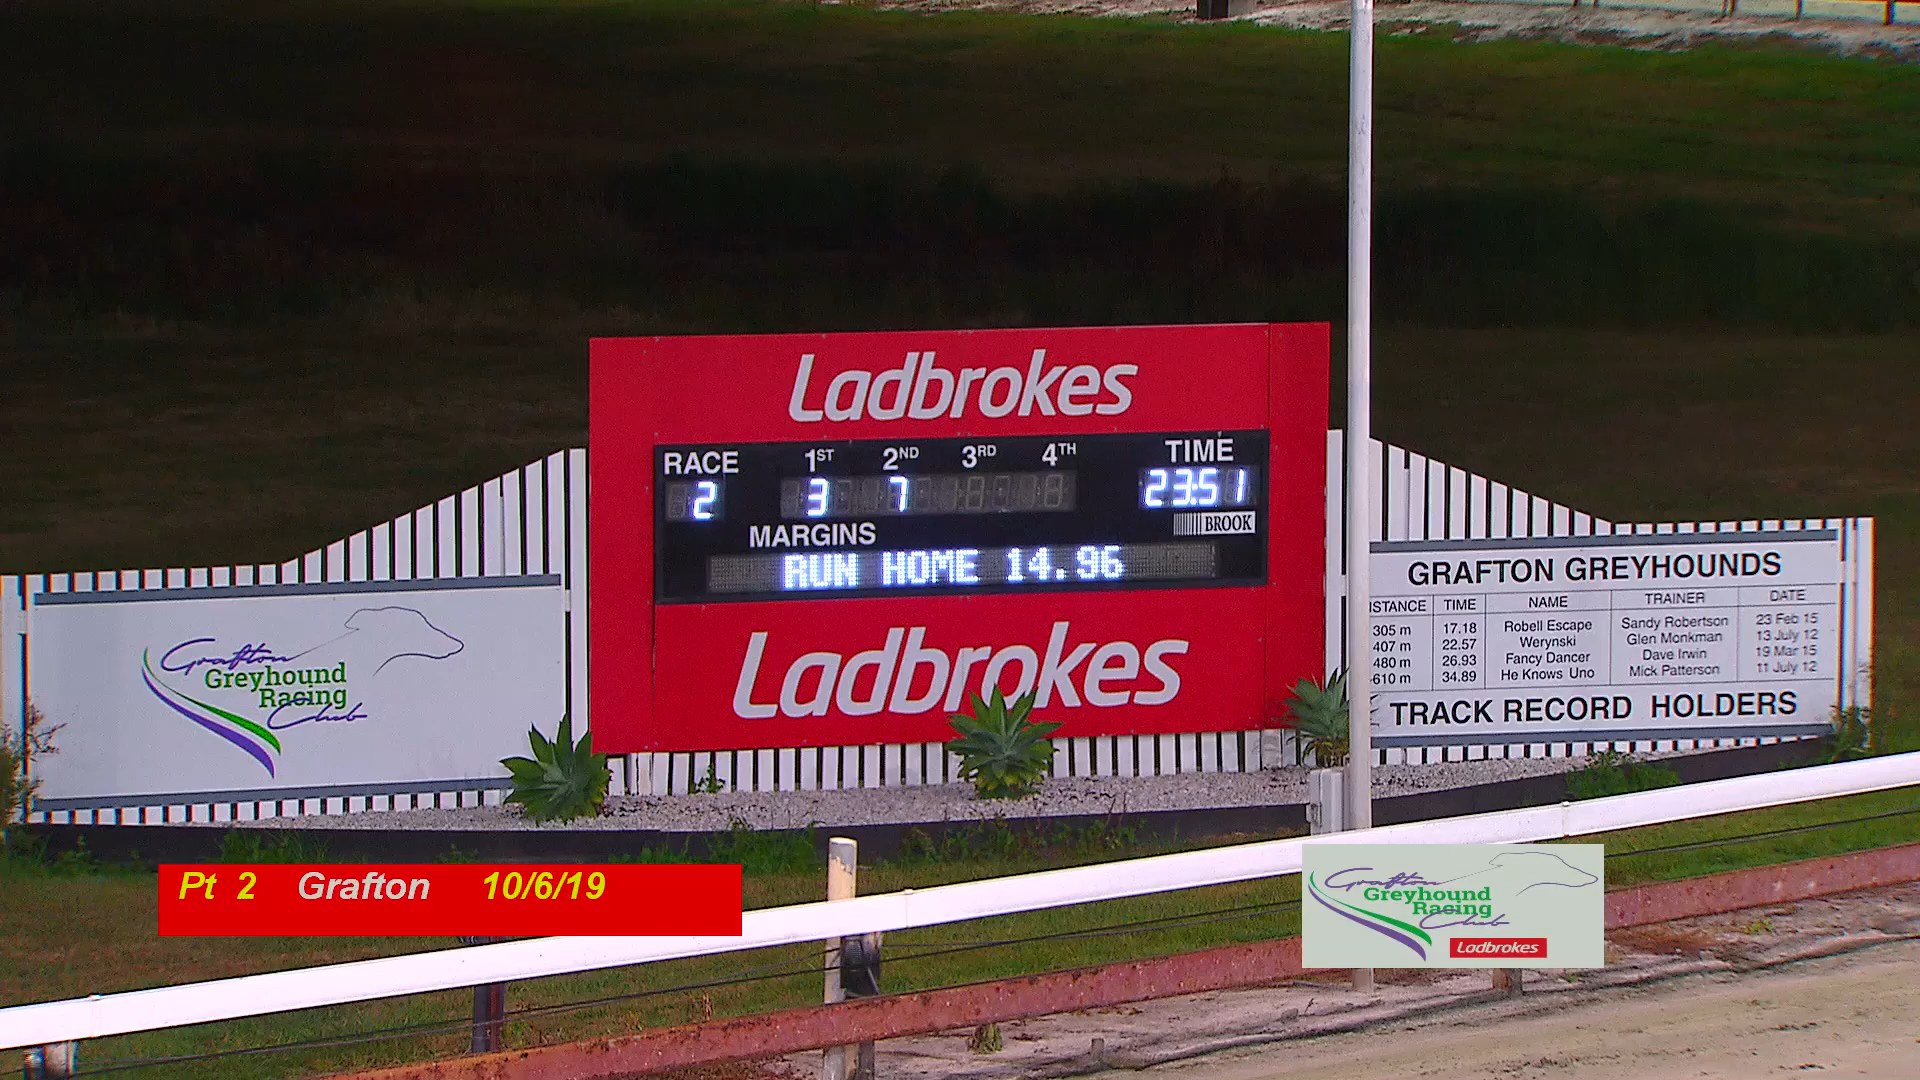 Ladbrokes
RACE 1ST 2ND 3RD 4TH TIME
2 3 7 23:51
MARGINS
BROOK
RUN HOME 14.96
Ladbrokes
Grafton
Greyhound
Racing
Club
GRAFTON GREYHOUNDS
ISTANCE TIME NAME TRAINER DATE
305 m 17.18 Robell Escape Sandy Robertson 23 Feb 15
407 m 22.57 Werynski Glen Monkman 13 July 12
480 m 26.93 Fancy Dancer Dave Irwin 19 Mar 15
610 m 34.89 He Knows Uno Mick Patterson 11 July 12
TRACK RECORD HOLDERS
Pt 2 Grafton 10/6/19
Grafton
Greyhound
Racing
Club
Ladbrokes